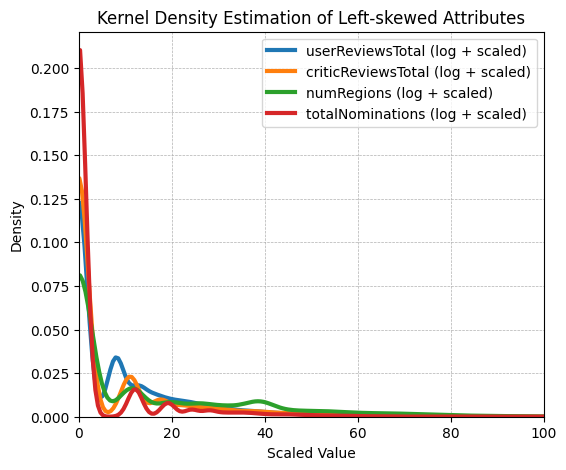 Kernel Density Estimation of Left-skewed Attributes
userReviewsTotal (log + scaled)
criticReviewsTotal (log + scaled)
numRegions (log + scaled)
totalNominations (log + scaled)
0.200
0.175
0.150
0.125
0.100
0.075
0.050
0.025
0.000
Density
0 20 40 60 80 100
Scaled Value